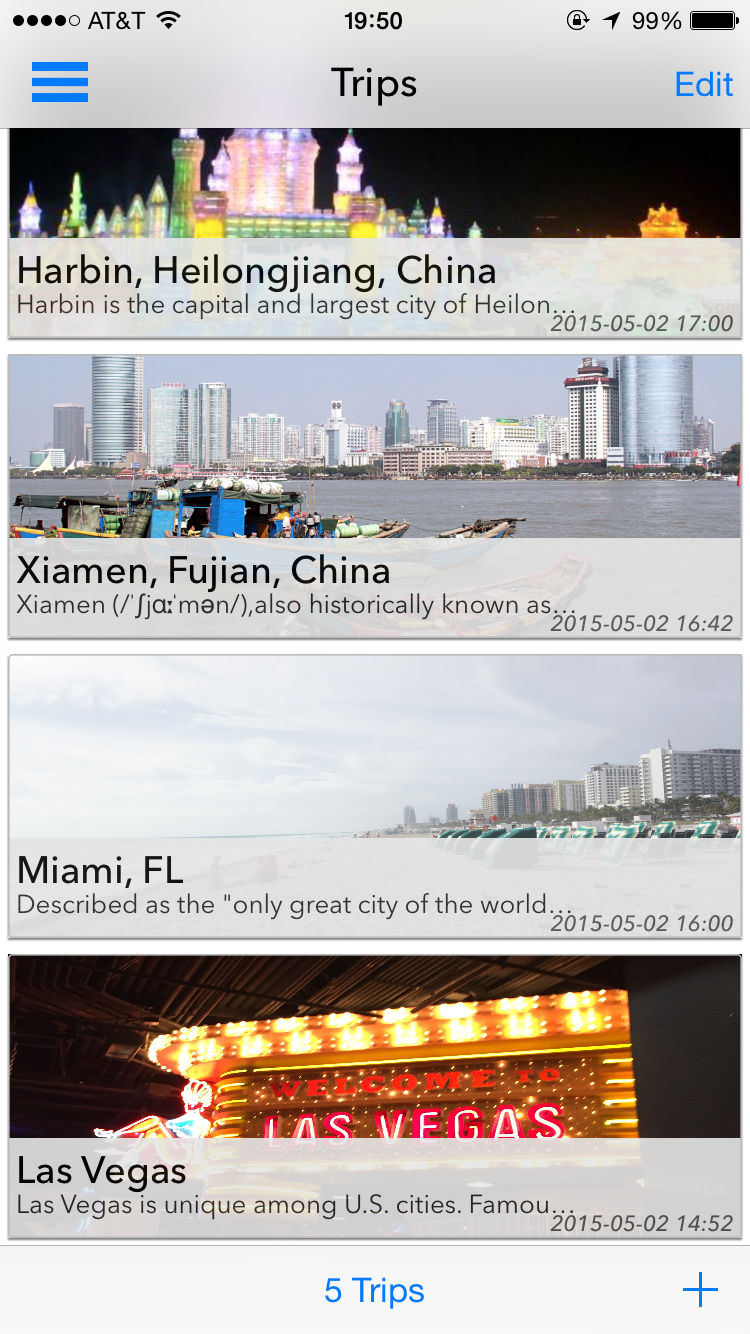 AT&T 19:50 99%
Trips Edit
Harbin, Heilongjiang, China
Harbin is the capital and largest city of Heilon...
2015-05-02 17:00
Xiamen, Fujian, China
Xiamen (/ˈʃjɑːˈmən/),also historically known as...
2015-05-02 16:42
Miami, FL
Described as the "only great city of the world...
2015-05-02 16:00
WELCOME TO
LAS VEGAS
Las Vegas
Las Vegas is unique among U.S. cities. Famou...
2015-05-02 14:52
5 Trips +